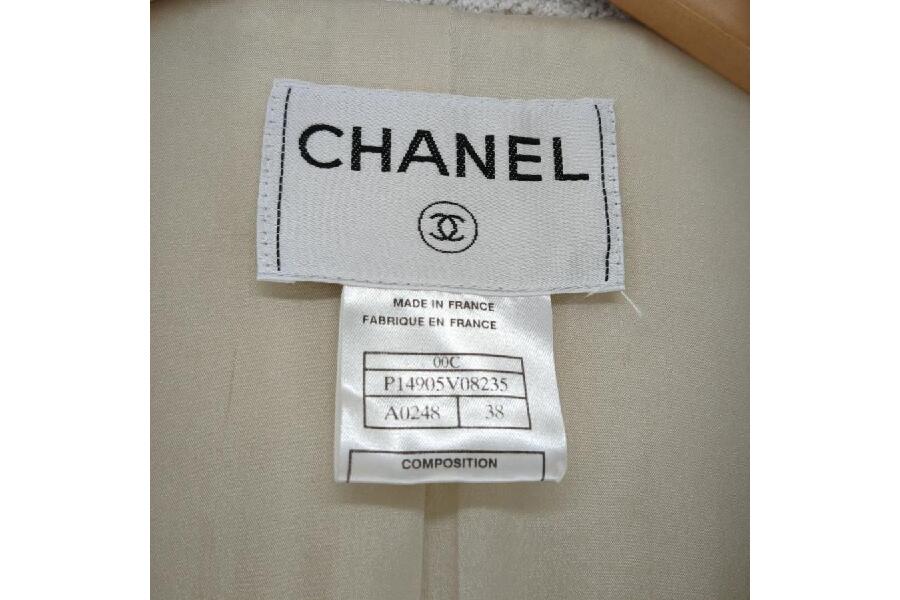 CHANEL
MADE IN FRANCE
FABRIQUE EN FRANCE
00C
P14905V08235
A0248 38
COMPOSITION